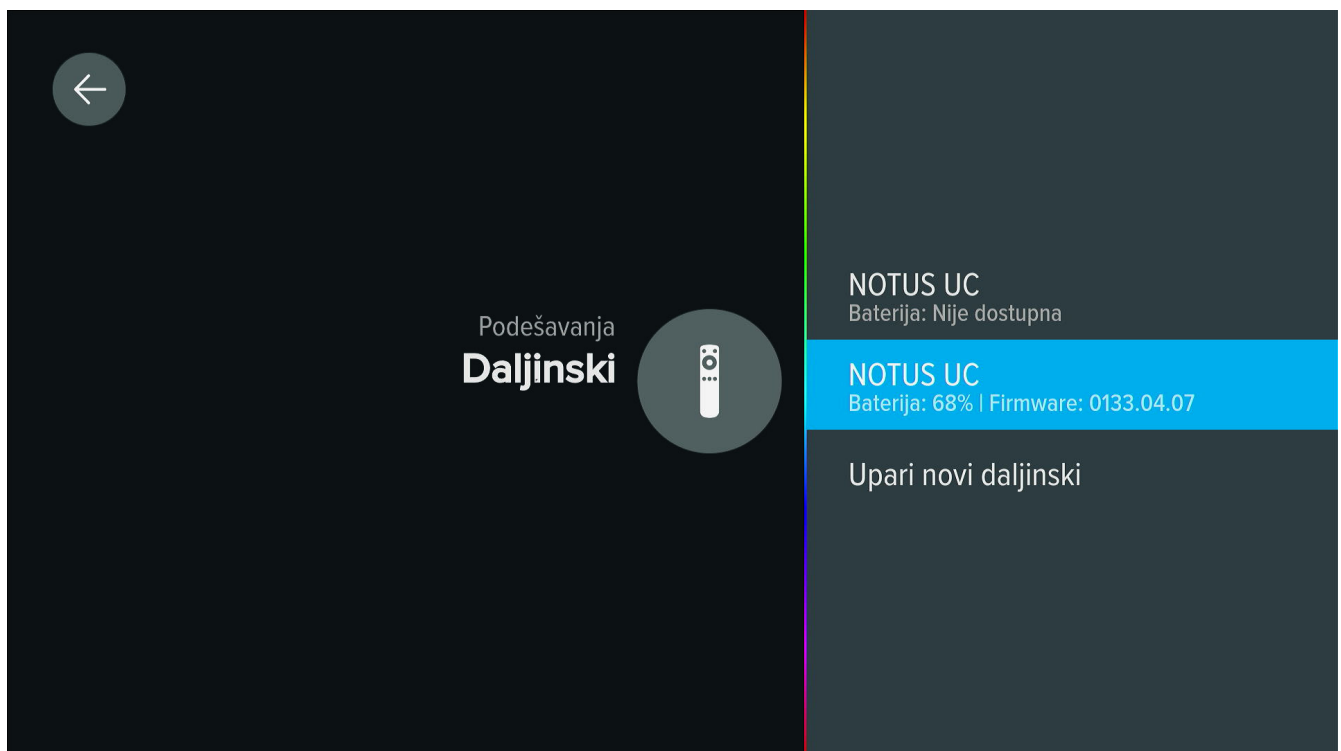 Podešavanja
Daljinski
NOTUS UC
Baterija: Nije dostupna
NOTUS UC
Baterija: 68% | Firmware: 0133.04.07
Upari novi daljinski